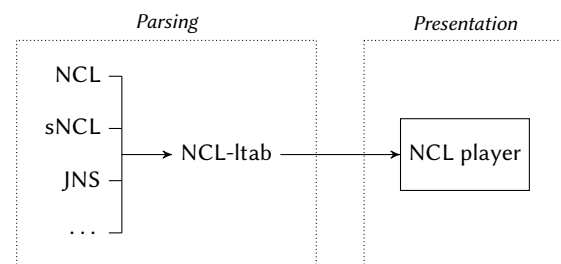 Parsing
Presentation
NCL
sNCL
JNS
...
NCL-ltab
NCL player